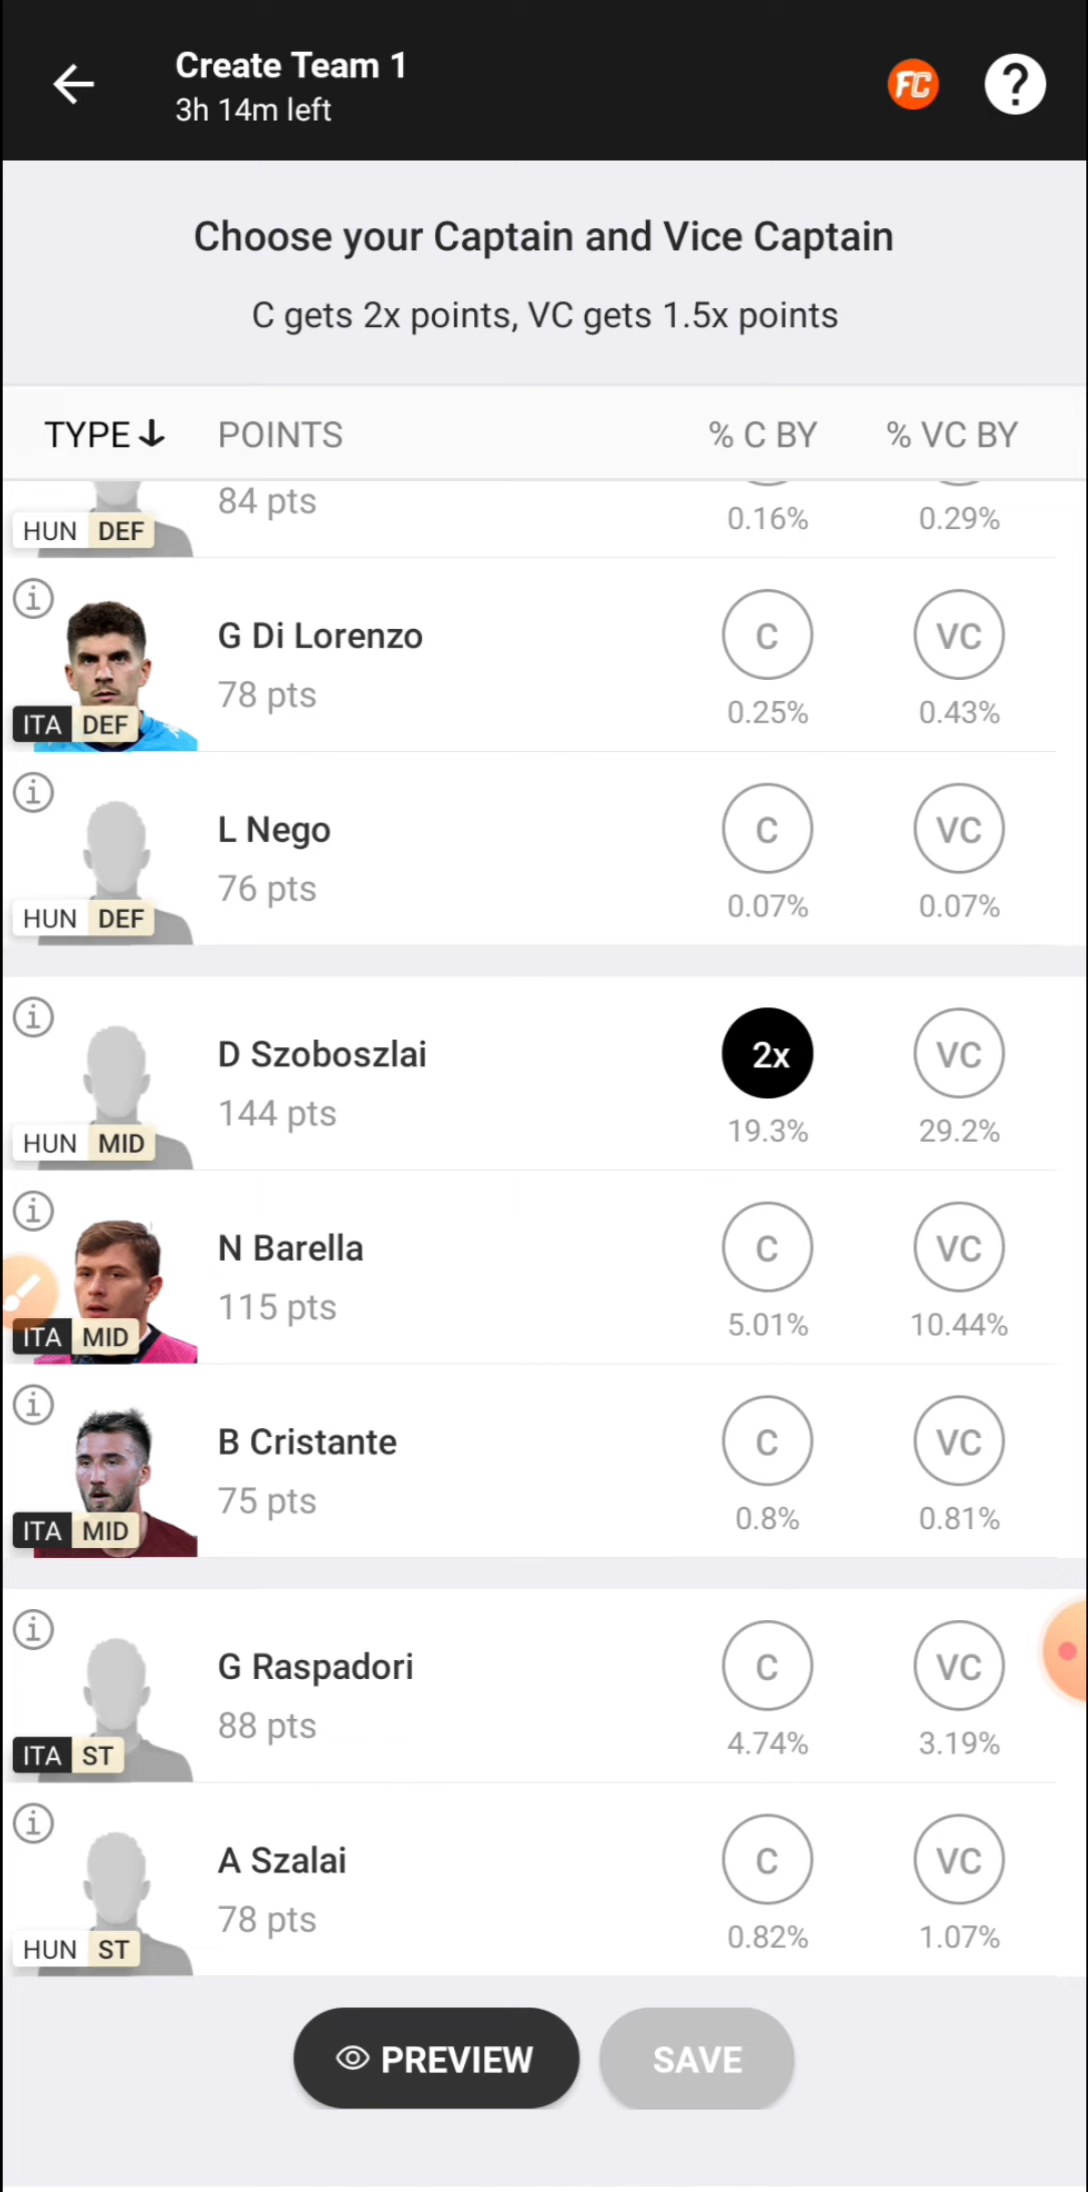 Create Team 1
3h 14m left
FC
?
Choose your Captain and Vice Captain
C gets 2x points, VC gets 1.5x points
TYPE POINTS % C BY % VC BY
84 pts
0.16% 0.29%
HUN DEF
G Di Lorenzo C VC
78 pts 0.25% 0.43%
ITA DEF
L Nego C VC
76 pts 0.07% 0.07%
HUN DEF
D Szoboszlai 2x VC
144 pts 19.3% 29.2%
HUN MID
N Barella C VC
115 pts 5.01% 10.44%
ITA MID
B Cristante C VC
75 pts 0.8% 0.81%
ITA MID
G Raspadori C VC
88 pts 4.74% 3.19%
ITA ST
A Szalai C VC
78 pts 0.82% 1.07%
HUN ST
PREVIEW SAVE